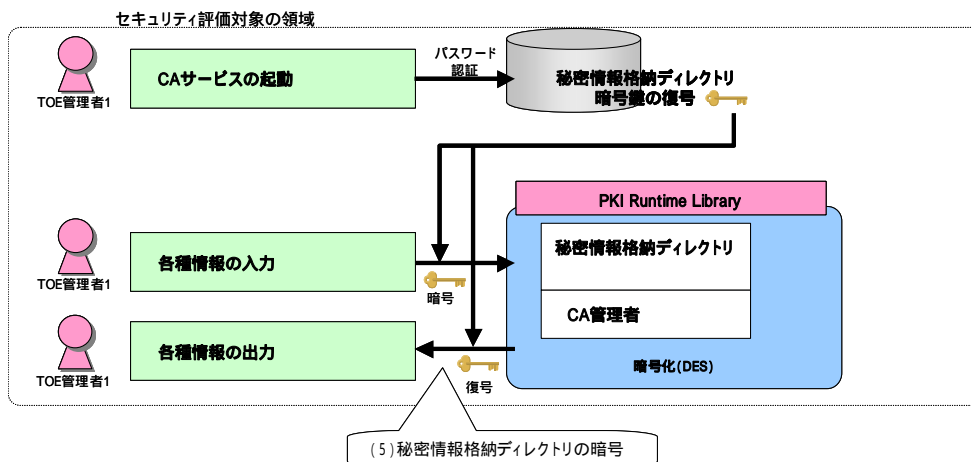 セキュリティ評価対象の領域
TOE管理者1
CAサービスの起動
パスワード
認証
秘密情報格納ディレクトリ
暗号鍵の復号
PKI Runtime Library
TOE管理者1
各種情報の入力
暗号
秘密情報格納ディレクトリ
CA管理者
TOE管理者1
各種情報の出力
復号
暗号化(DES)
(5)秘密情報格納ディレクトリの暗号